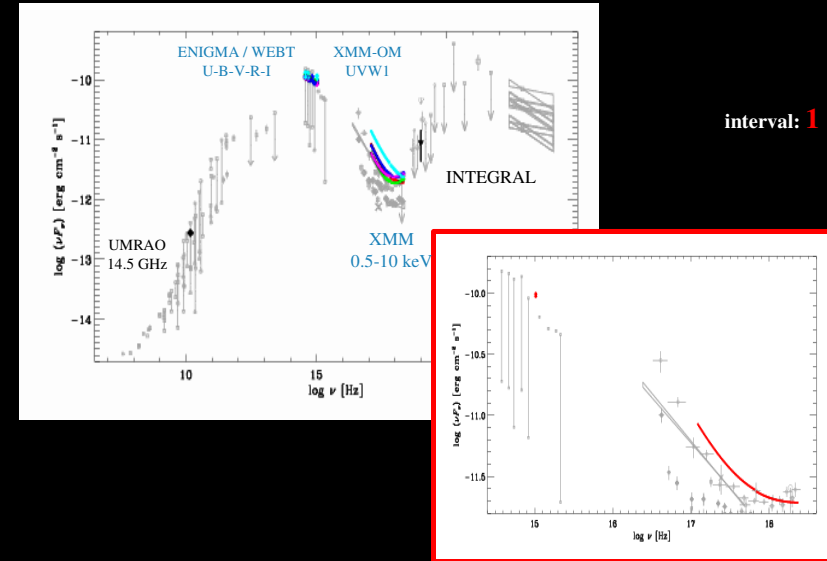 ENIGMA / WEBT
U-B-V-R-I
XMM-OM
UVW1
interval: 1
INTEGRAL
UMRAO
14.5 GHz
XMM
0.5-10 keV
log (νFν) [erg cm⁻² s⁻¹]
-10
-11
-12
-13
-14
10
15
log ν [Hz]
log (νFν) [erg cm⁻² s⁻¹]
-10.0
-10.5
-11.0
-11.5
15
16
17
18
log ν [Hz]